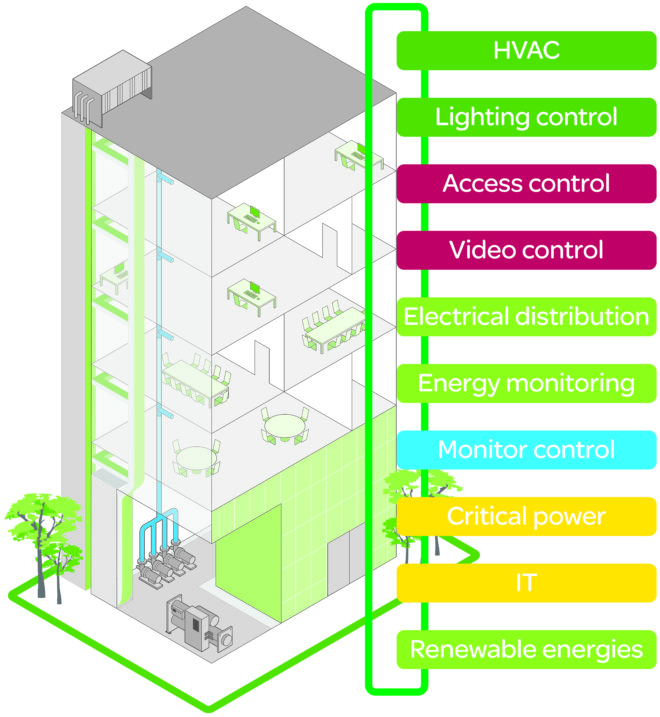 HVAC
Lighting control
Access control
Video control
Electrical distribution
Energy monitoring
Monitor control
Critical power
IT
Renewable energies